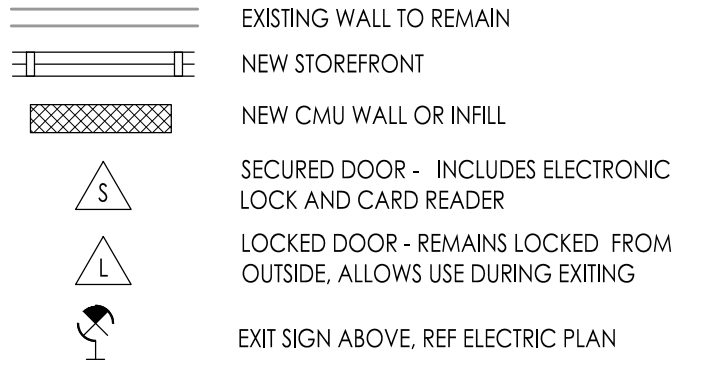 EXISTING WALL TO REMAIN
NEW STOREFRONT
NEW CMU WALL OR INFILL
S
SECURED DOOR - INCLUDES ELECTRONIC
LOCK AND CARD READER
L
LOCKED DOOR - REMAINS LOCKED FROM
OUTSIDE, ALLOWS USE DURING EXITING
EXIT SIGN ABOVE, REF ELECTRIC PLAN